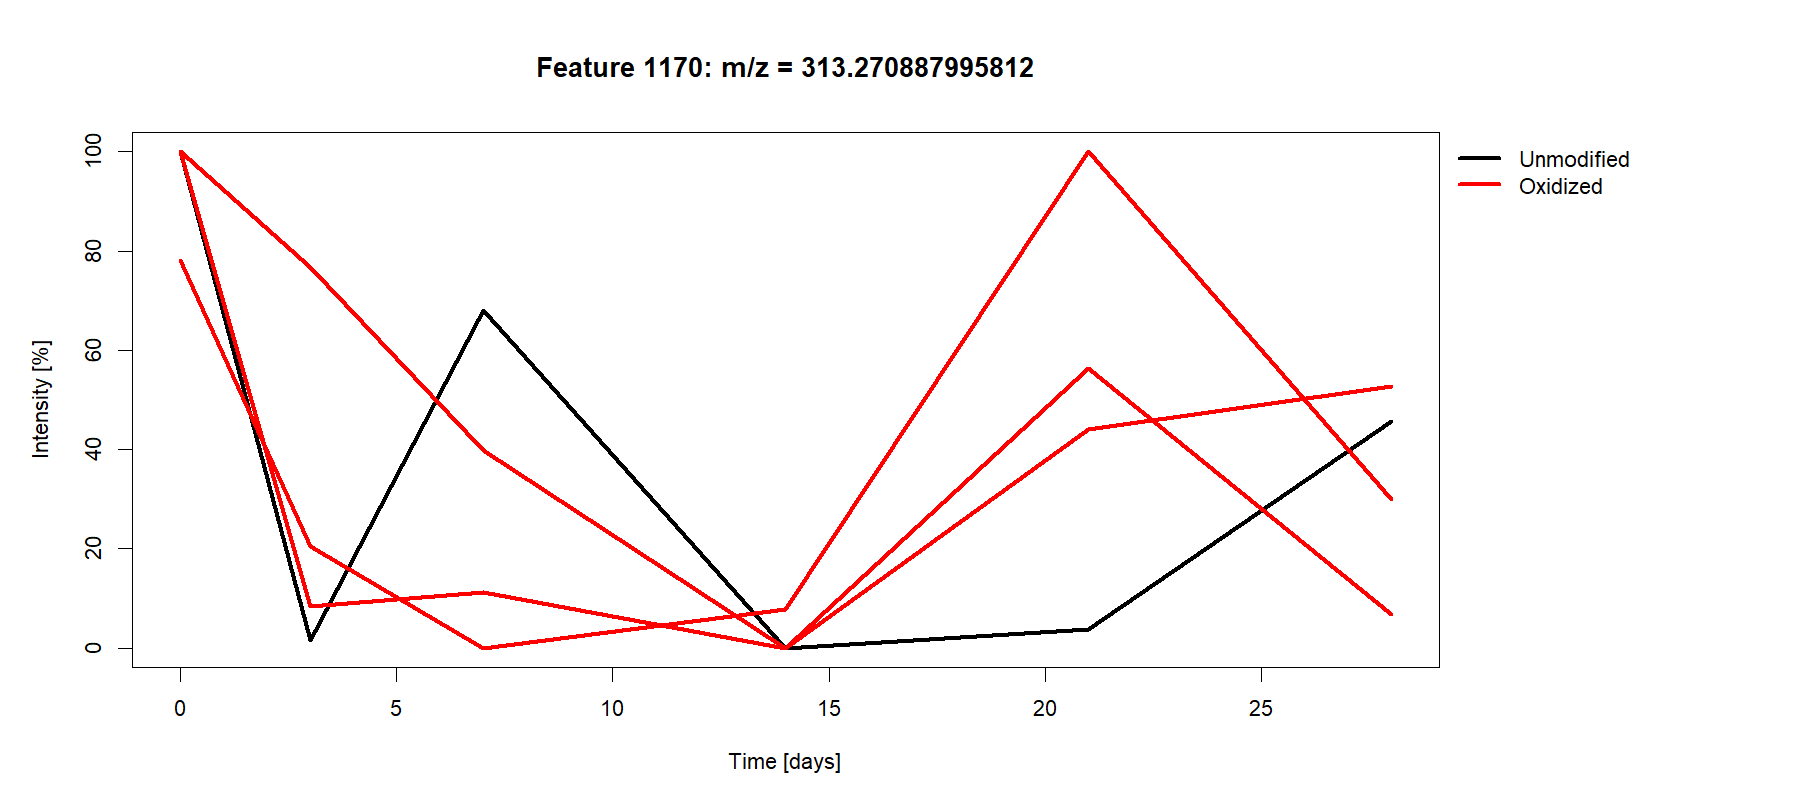 Feature 1170: m/z = 313.270887995812
Unmodified
Oxidized
Intensity [%]
100
80
60
40
20
0
0 5 10 15 20 25
Time [days]